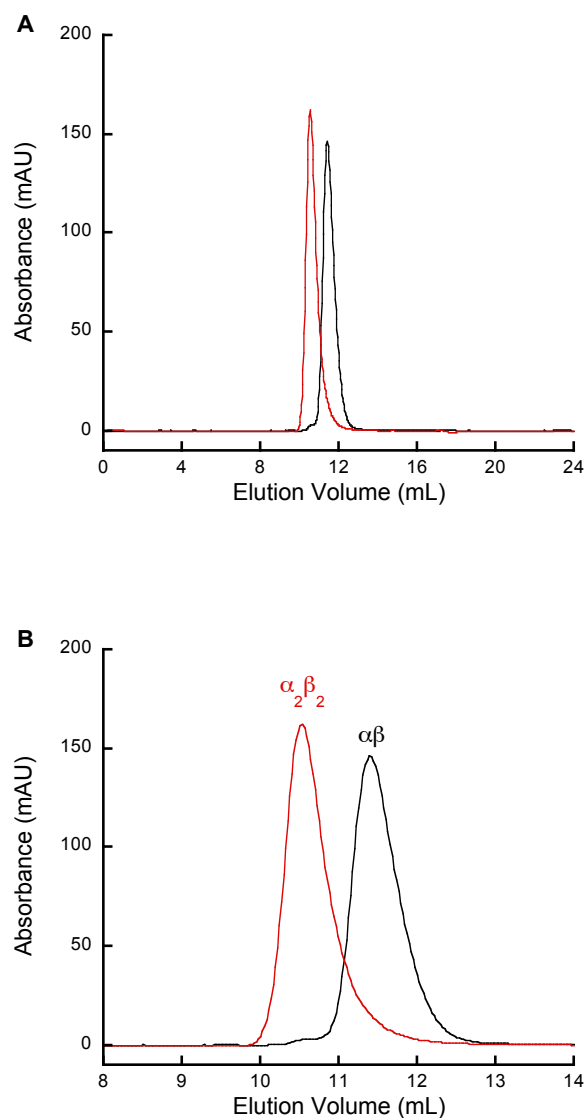 A
200
150
100
50
0
Absorbance (mAU)
0 4 8 12 16 20 24
Elution Volume (mL)
B
200
150
100
50
0
Absorbance (mAU)
α₂β₂
αβ
8 8 10 11 12 13 14
Elution Volume (mL)